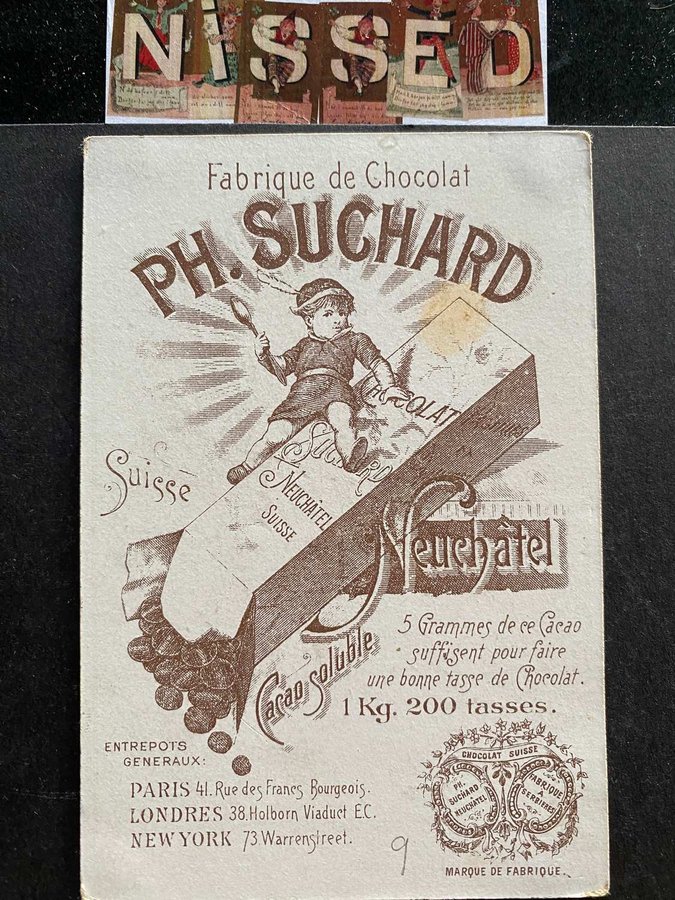 NiSSED
Fabrique de Chocolat
PH. SUCHARD
CHOCOLAT
SUCHARD
NEUCHÂTEL
SUISSE
Suisse
Neuchâtel
Cacao soluble
5 Grammes de ce Cacao
suffisent pour faire
une bonne tasse de Chocolat.
1 Kg. 200 tasses.
ENTREPOTS
GENERAUX:
PARIS 41. Rue des Francs Bourgeois.
LONDRES 38. Holborn Viaduct E.C.
NEW YORK 73. Warrenstreet.
9
CHOCOLAT SUISSE
PH.
SUCHARD
NEUCHÂTEL
FABRIQUE
A
SERRIÈRES
MARQUE DE FABRIQUE.